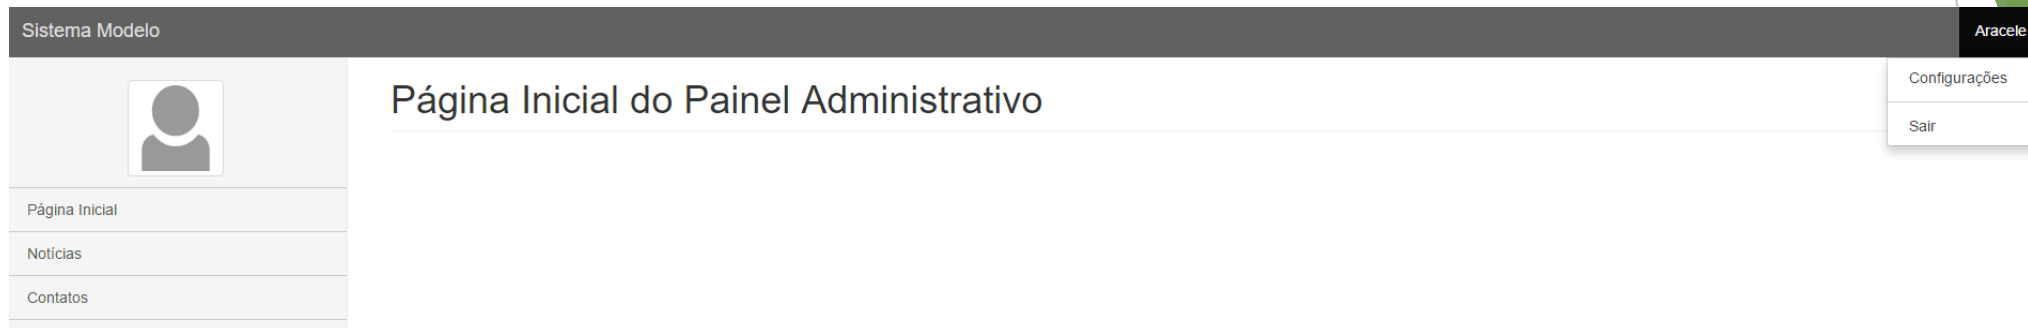 Sistema Modelo
Aracele
Configurações
Sair
Página Inicial do Painel Administrativo
Página Inicial
Notícias
Contatos